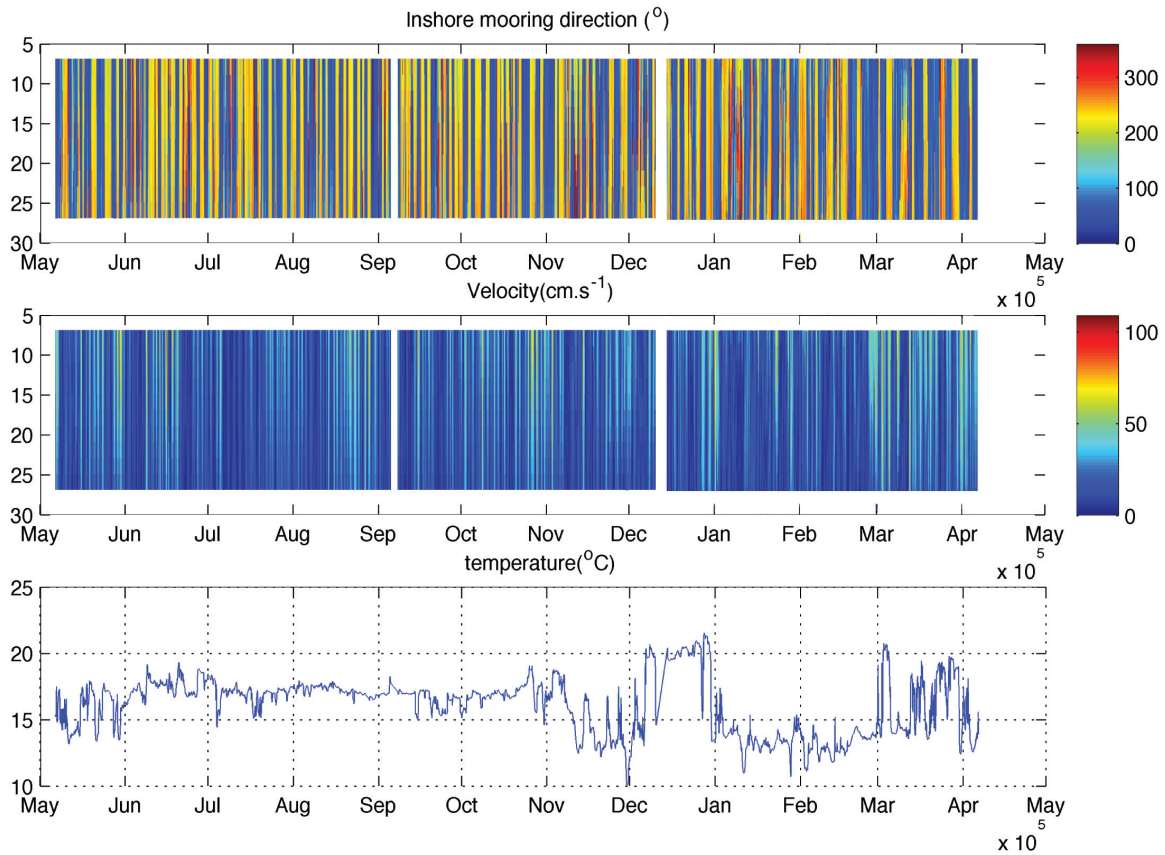 Inshore mooring direction (°)
5
10
15
20
25
30
May Jun Jul Aug Sep Oct Nov Dec Jan Feb Mar Apr May
x 10⁵
300
200
100
0
Velocity(cm.s⁻¹)
5
10
15
20
25
30
May Jun Jul Aug Sep Oct Nov Dec Jan Feb Mar Apr May
x 10⁵
100
50
0
temperature(°C)
25
20
15
10
May Jun Jul Aug Sep Oct Nov Dec Jan Feb Mar Apr May
x 10⁵